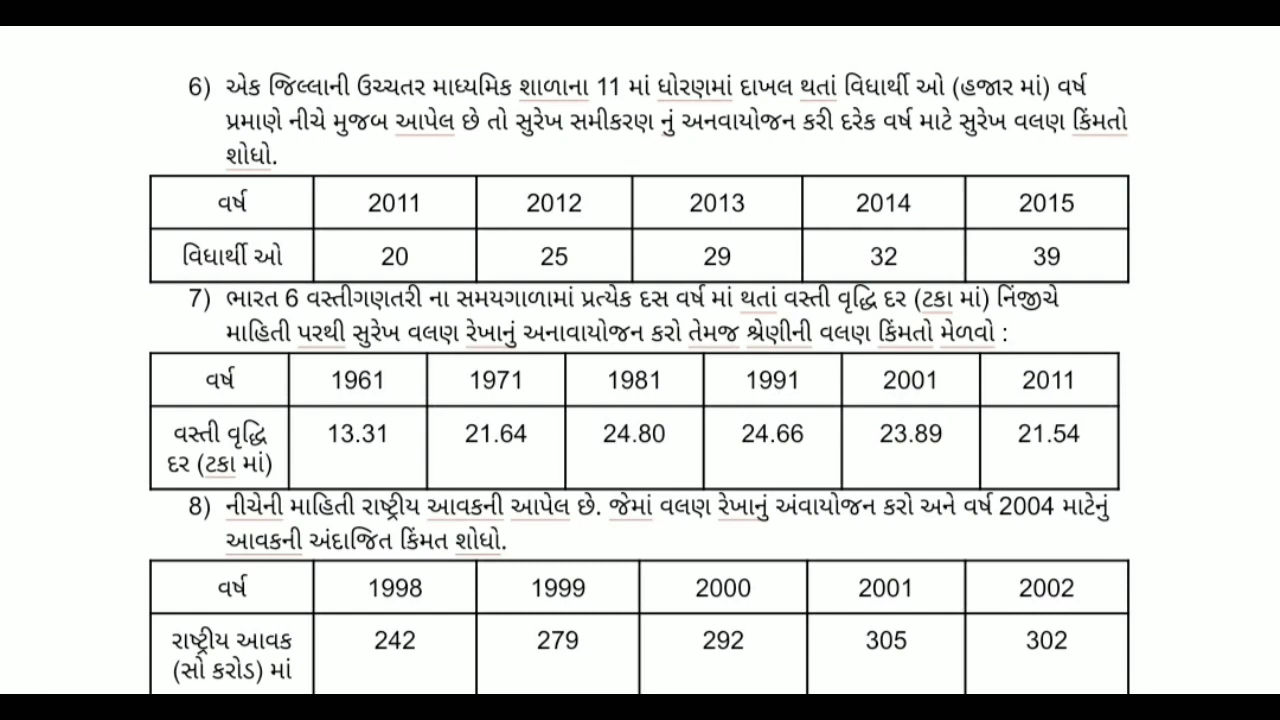 6) એક જિલ્લાની ઉચ્ચતર માધ્યમિક શાળાના 11 માં ધોરણમાં દાખલ થતાં વિધાર્થી ઓ (હજાર માં) વર્ષ
પ્રમાણે નીચે મુજબ આપેલ છે તો સુરેખ સમીકરણ નું અનવાયોજન કરી દરેક વર્ષ માટે સુરેખ વલણ કિંમતો
શોધો.
વર્ષ 2011 2012 2013 2014 2015
વિધાર્થી ઓ 20 25 29 32 39
7) ભારત 6 વસ્તીગણતરી ના સમયગાળામાં પ્રત્યેક દસ વર્ષ માં થતાં વસ્તી વૃદ્ધિ દર (ટકા માં) નિંજીચે
માહિતી પરથી સુરેખ વલણ રેખાનું અનાવાયોજન કરો તેમજ શ્રેણીની વલણ કિંમતો મેળવો :
વર્ષ 1961 1971 1981 1991 2001 2011
વસ્તી વૃદ્ધિ 13.31 21.64 24.80 24.66 23.89 21.54
દર (ટકા માં)
8) નીચેની માહિતી રાષ્ટ્રીય આવકની આપેલ છે. જેમાં વલણ રેખાનું અંવાયોજન કરો અને વર્ષ 2004 માટેનું
આવકની અંદાજિત કિંમત શોધો.
વર્ષ 1998 1999 2000 2001 2002
રાષ્ટ્રીય આવક 242 279 292 305 302
(સો કરોડ) માં